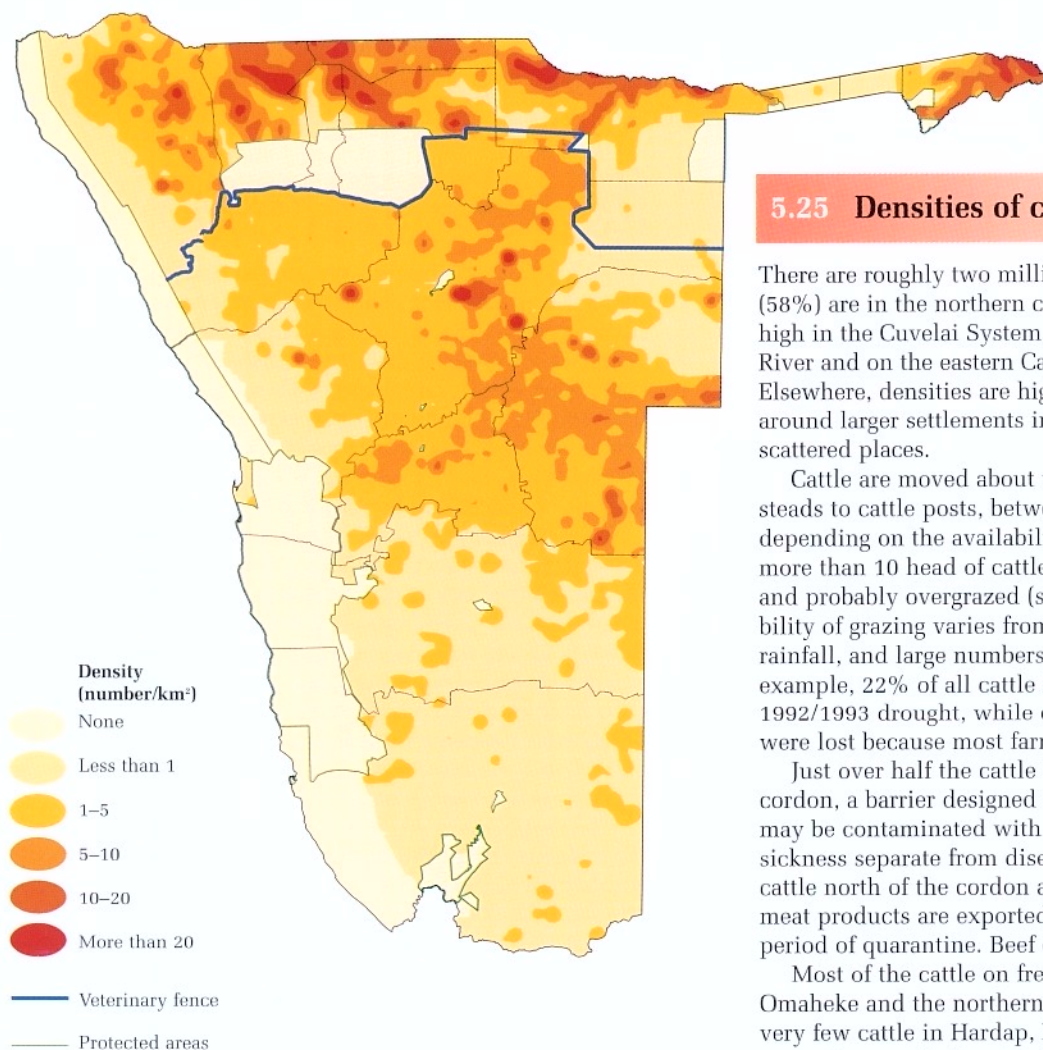 5.25 Densities of c
There are roughly two milli
(58%) are in the northern c
high in the Cuvelai System
River and on the eastern Ca
Elsewhere, densities are hig
around larger settlements i
scattered places.
Cattle are moved about
steads to cattle posts, betw
depending on the availabil
more than 10 head of cattle
and probably overgrazed (s
bility of grazing varies from
rainfall, and large numbers
example, 22% of all cattle
1992/1993 drought, while
were lost because most farr
Just over half the cattle
cordon, a barrier designed
may be contaminated with
sickness separate from dise
cattle north of the cordon a
meat products are exported
period of quarantine. Beef
Most of the cattle on fre
Omaheke and the northern
very few cattle in Hardap,
Density
(number/km²)
None
Less than 1
1–5
5–10
10–20
More than 20
Veterinary fence
Protected areas